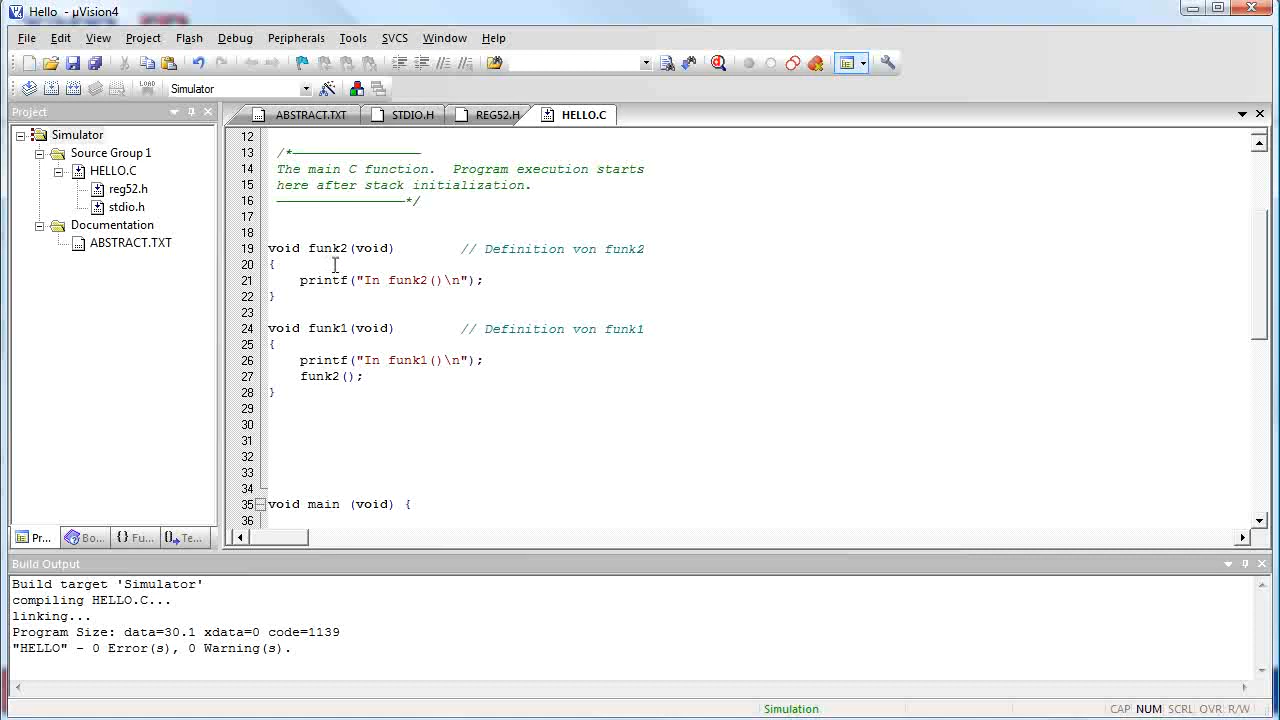 Hello - µVision4
File Edit View Project Flash Debug Peripherals Tools SVCS Window Help
LOAD Simulator
Project
Simulator
Source Group 1
HELLO.C
reg52.h
stdio.h
Documentation
ABSTRACT.TXT
Pr... Bo... {} Fu... Te...
ABSTRACT.TXT STDIO.H REG52.H HELLO.C
12
13 /*————————————————
14 The main C function. Program execution starts
15 here after stack initialization.
16 ————————————————*/
17
18
19 void funk2(void) // Definition von funk2
20 {
21 printf("In funk2()\n");
22 }
23
24 void funk1(void) // Definition von funk1
25 {
26 printf("In funk1()\n");
27 funk2();
28 }
29
30
31
32
33
34
35 void main (void) {
36
Build Output
Build target 'Simulator'
compiling HELLO.C...
linking...
Program Size: data=30.1 xdata=0 code=1139
"HELLO" - 0 Error(s), 0 Warning(s).
Simulation CAP NUM SCRL OVR R/W